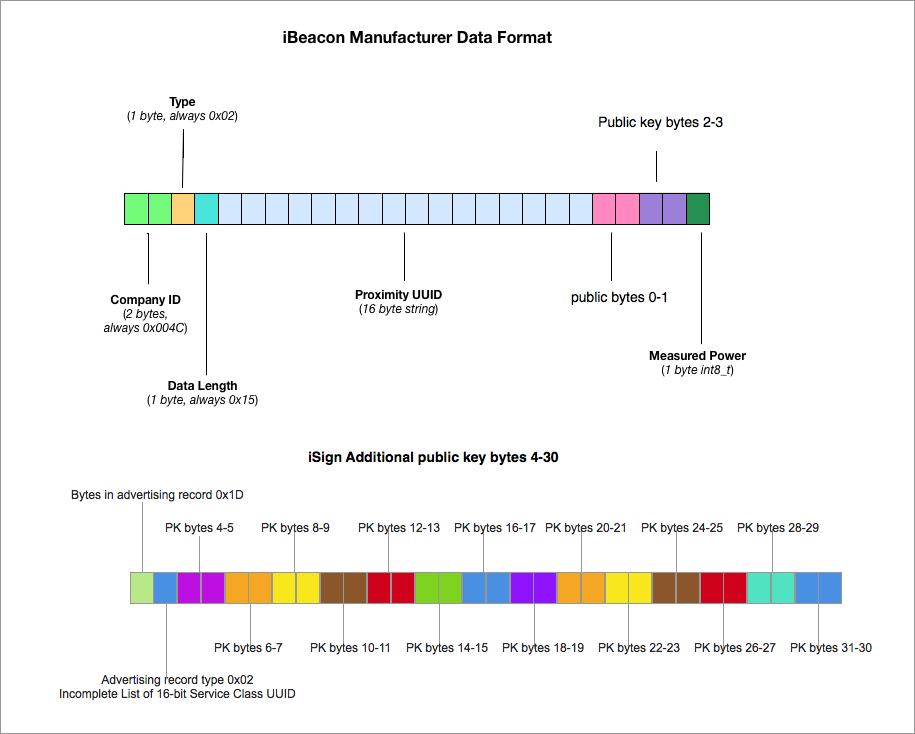 iBeacon Manufacturer Data Format
Type
(1 byte, always 0x02)
Public key bytes 2-3
Company ID
(2 bytes,
always 0x004C)
Proximity UUID
(16 byte string)
public bytes 0-1
Measured Power
(1 byte int8_t)
Data Length
(1 byte, always 0x15)
iSign Additional public key bytes 4-30
Bytes in advertising record 0x1D
PK bytes 4-5
PK bytes 8-9
PK bytes 12-13
PK bytes 16-17
PK bytes 20-21
PK bytes 24-25
PK bytes 28-29
PK bytes 6-7
PK bytes 10-11
PK bytes 14-15
PK bytes 18-19
PK bytes 22-23
PK bytes 26-27
PK bytes 31-30
Advertising record type 0x02
Incomplete List of 16-bit Service Class UUID